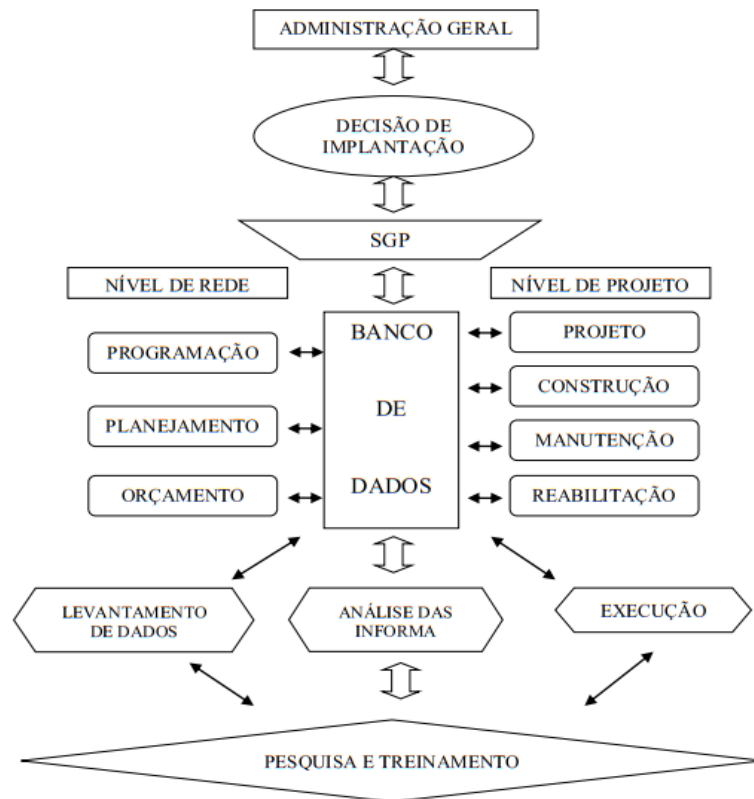 ADMINISTRAÇÃO GERAL
DECISÃO DE
IMPLANTAÇÃO
SGP
NÍVEL DE REDE
NÍVEL DE PROJETO
BANCO
DE
DADOS
PROGRAMAÇÃO
PLANEJAMENTO
ORÇAMENTO
PROJETO
CONSTRUÇÃO
MANUTENÇÃO
REABILITAÇÃO
LEVANTAMENTO
DE DADOS
ANÁLISE DAS
INFORMA
EXECUÇÃO
PESQUISA E TREINAMENTO